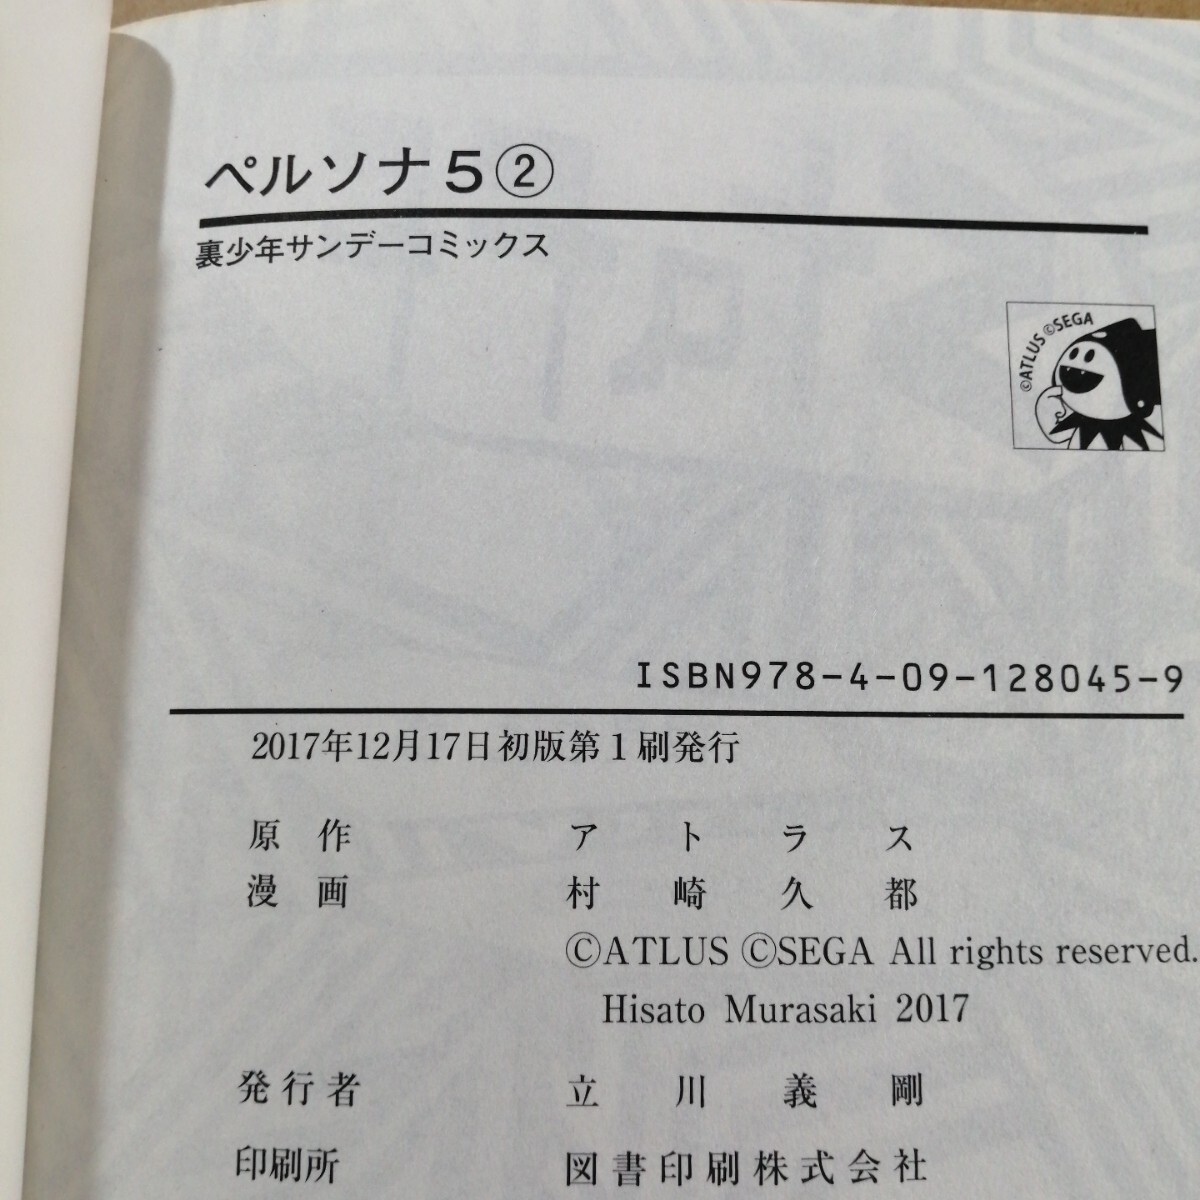 ペルソナ5②
裏少年サンデーコミックス
©ATLUS ©SEGA
ISBN978-4-09-128045-9
2017年12月17日初版第1刷発行
原作 アトラス
漫画 村崎久都
©ATLUS ©SEGA All rights reserved.
Hisato Murasaki 2017
発行者 立川義剛
印刷所 図書印刷株式会社